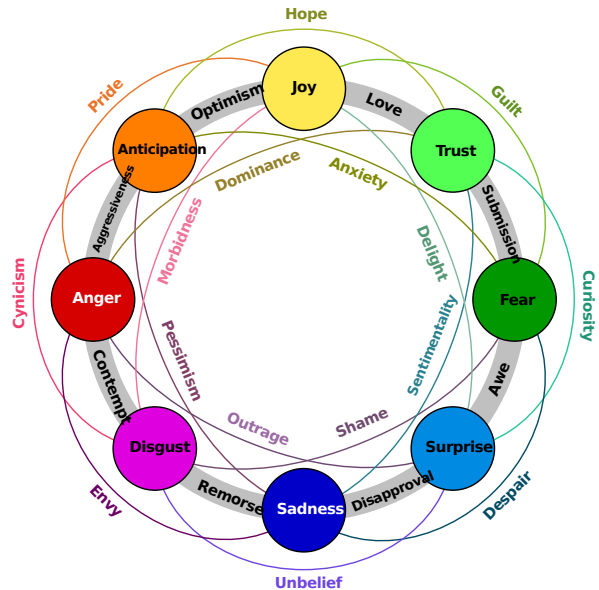 Hope
Pride
Guilt
Joy
Optimism
Love
Anticipation
Trust
Dominance
Anxiety
Aggressiveness
Submission
Morbidness
Delight
Cynicism
Anger
Fear
Curiosity
Pessimism
Sentimentality
Contempt
Awe
Outrage
Shame
Disgust
Surprise
Envy
Remorse
Sadness
Disapproval
Despair
Unbelief